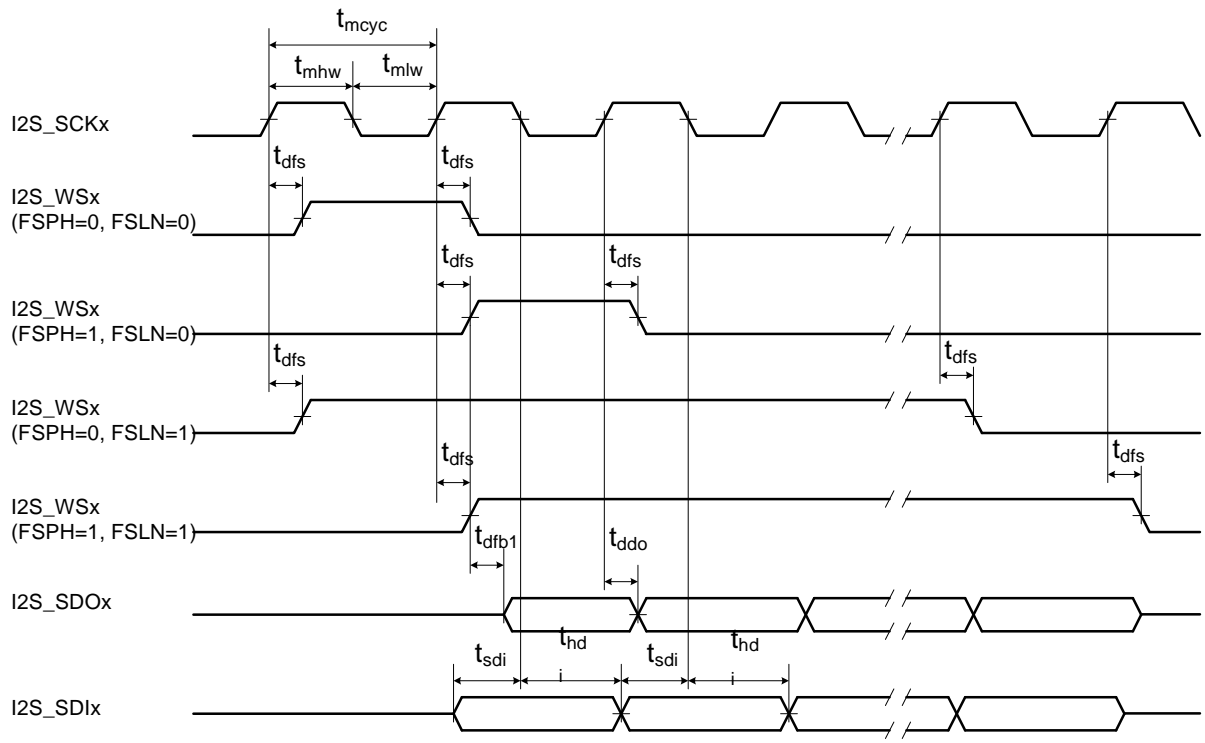 tmcyc
tmhw
tmlw
I2S_SCKx
tdfs
tdfs
I2S_WSx
(FSPH=0, FSLN=0)
tdfs
tdfs
I2S_WSx
(FSPH=1, FSLN=0)
tdfs
tdfs
I2S_WSx
(FSPH=0, FSLN=1)
tdfs
tdfs
I2S_WSx
(FSPH=1, FSLN=1)
tdfb1
tddo
I2S_SDOx
tsdi
thd
i
tsdi
thd
i
I2S_SDIx